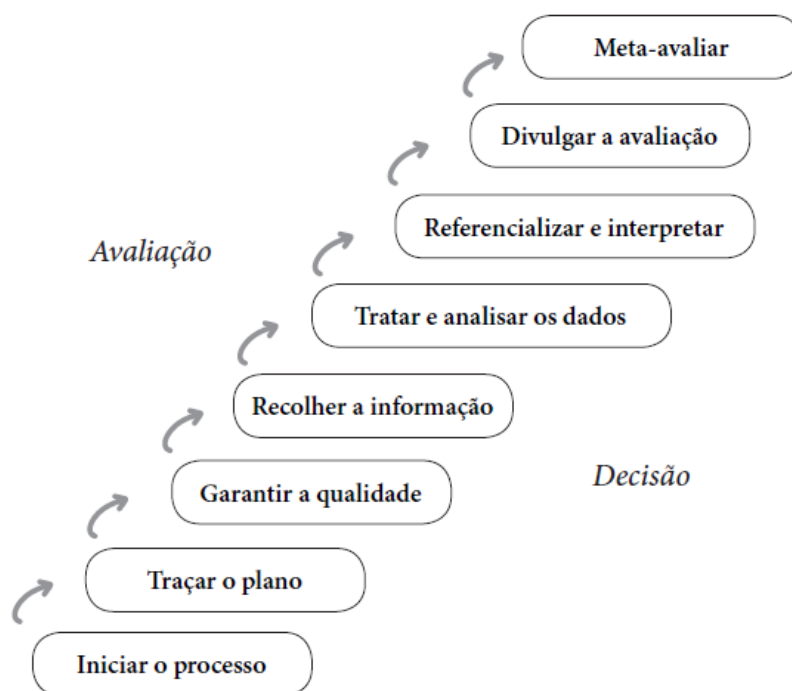 Meta-avaliar
Divulgar a avaliação
Referencializar e interpretar
Avaliação
Tratar e analisar os dados
Recolher a informação
Decisão
Garantir a qualidade
Traçar o plano
Iniciar o processo